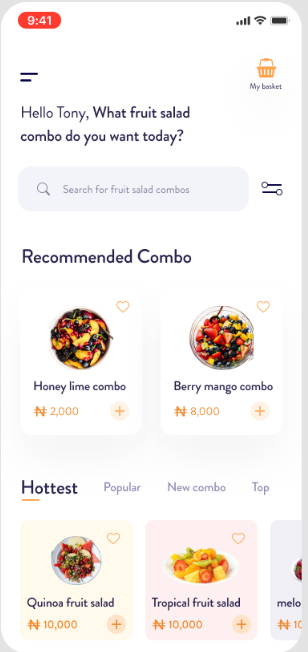 9:41
My basket
Hello Tony, What fruit salad
combo do you want today?
Search for fruit salad combos
Recommended Combo
Honey lime combo
₦ 2,000
Berry mango combo
₦ 8,000
Hottest
Popular
New combo
Top
Quinoa fruit salad
₦ 10,000
Tropical fruit salad
₦ 10,000
melo
₦ 10